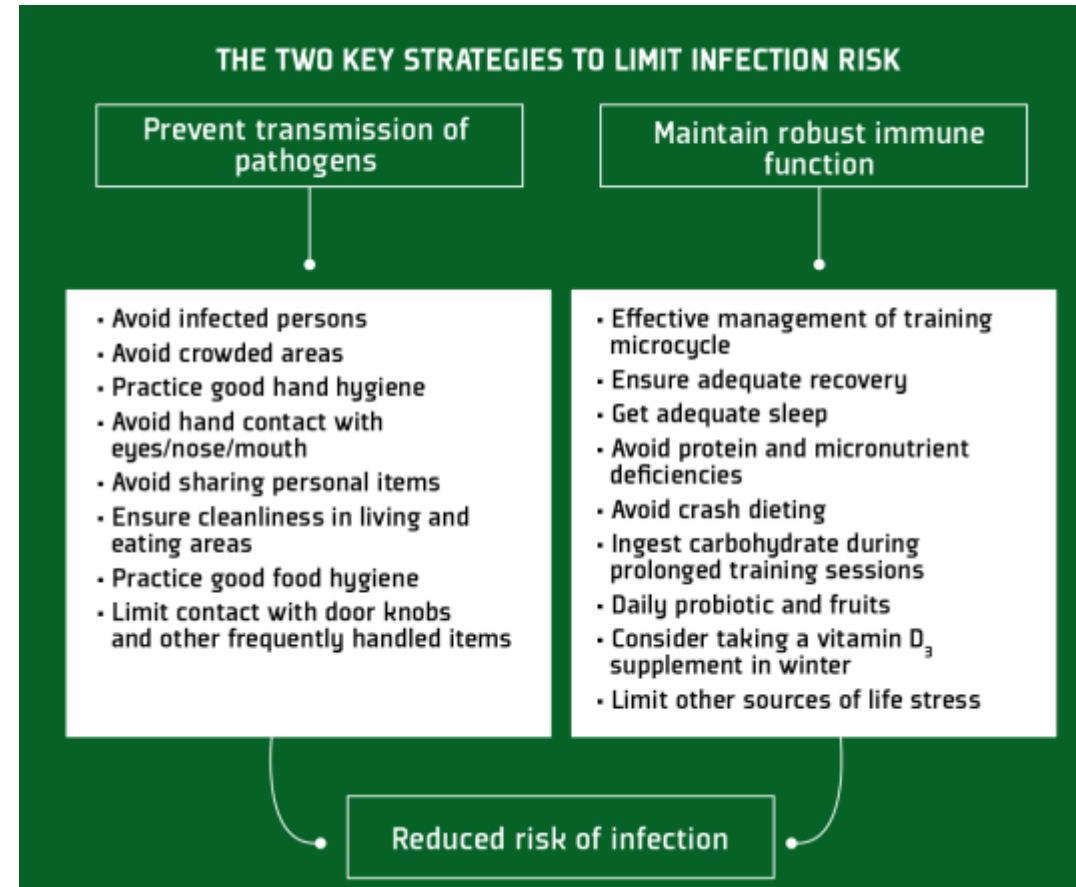 THE TWO KEY STRATEGIES TO LIMIT INFECTION RISK
Prevent transmission of
pathogens
· Avoid infected persons
· Avoid crowded areas
· Practice good hand hygiene
· Avoid hand contact with
eyes/nose/mouth
· Avoid sharing personal items
· Ensure cleanliness in living and
eating areas
· Practice good food hygiene
· Limit contact with door knobs
and other frequently handled items
Maintain robust immune
function
· Effective management of training
microcycle
· Ensure adequate recovery
· Get adequate sleep
· Avoid protein and micronutrient
deficiencies
· Avoid crash dieting
· Ingest carbohydrate during
prolonged training sessions
· Daily probiotic and fruits
· Consider taking a vitamin D₃
supplement in winter
· Limit other sources of life stress
Reduced risk of infection